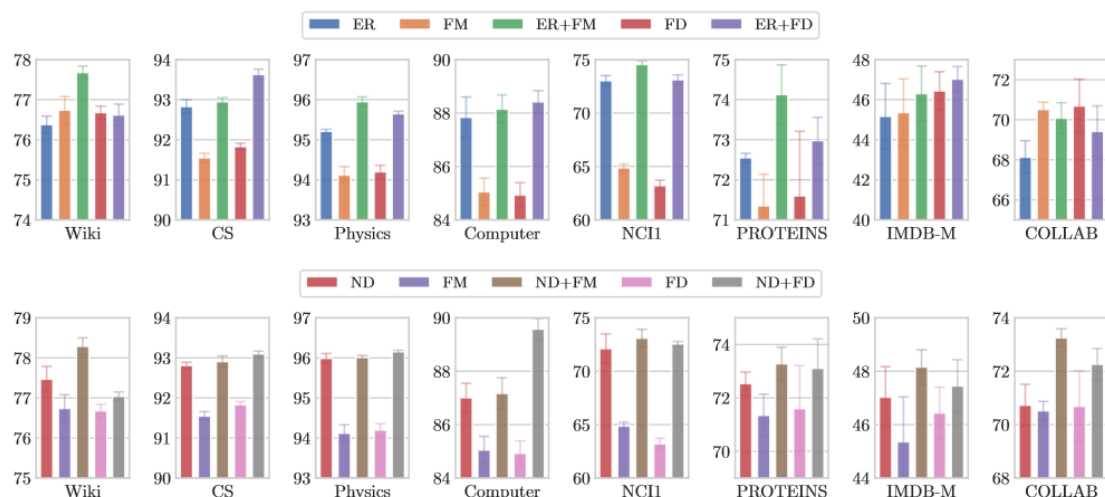 ER FM ER+FM FD ER+FD
78 94 97 90 75 75 48
72
77 93 96 74 46
88 70
70
76 92 95 73 44
68
86 65
75 91 94 72 42
66
74 90 93 84 60 71 40
Wiki CS Physics Computer NCI1 PROTEINS IMDB-M COLLAB
ND FM ND+FM FD ND+FD
79 94 97 90 75 50 74
74
78 93 96
88 70 48 72
77 92 95 72
86 65 46 70
76 91 94
70
75 90 93 84 60 44 68
Wiki CS Physics Computer NCI1 PROTEINS IMDB-M COLLAB